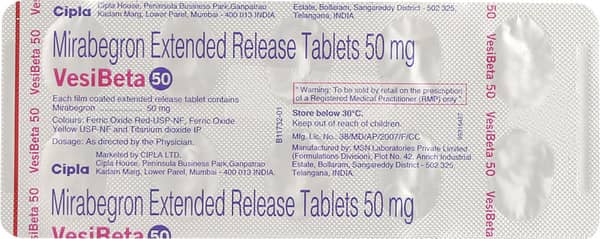 Cipla
Cipla House, Peninsula Business Park, Ganpatrao
Kadam Marg, Lower Parel, Mumbai - 400 013 INDIA.
Estate, Bollaram, Sangareddy District - 502 325,
Telangana, INDIA.
Mirabegron Extended Release Tablets 50 mg
VesiBeta 50
Each film coated extended release tablet contains
Mirabegron .................... 50 mg
Colours: Ferric Oxide Red-USP-NF, Ferric Oxide
Yellow USP-NF and Titanium dioxide IP
Dosage: As directed by the Physician.
Marketed by CIPLA LTD.
Cipla
Cipla House, Peninsula Business Park, Ganpatrao
Kadam Marg, Lower Parel, Mumbai - 400 013 INDIA.
B11732-01
" Warning: To be sold by retail on the prescription
of a Registered Medical Practitioner (RMP) only "
Store below 30°C.
Keep out of reach of children.
Mfg. Lic. No.: 38/MD/AP/2007/F/CC
Manufactured by: MSN Laboratories Private Limited
(Formulations Division), Plot No. 42, Anrich Industrial
Estate, Bollaram, Sangareddy District - 502 325,
Telangana, INDIA.
Mirabegron Extended Release Tablets 50 mg
VesiBeta 50
VesiBeta 50
VesiBeta 50